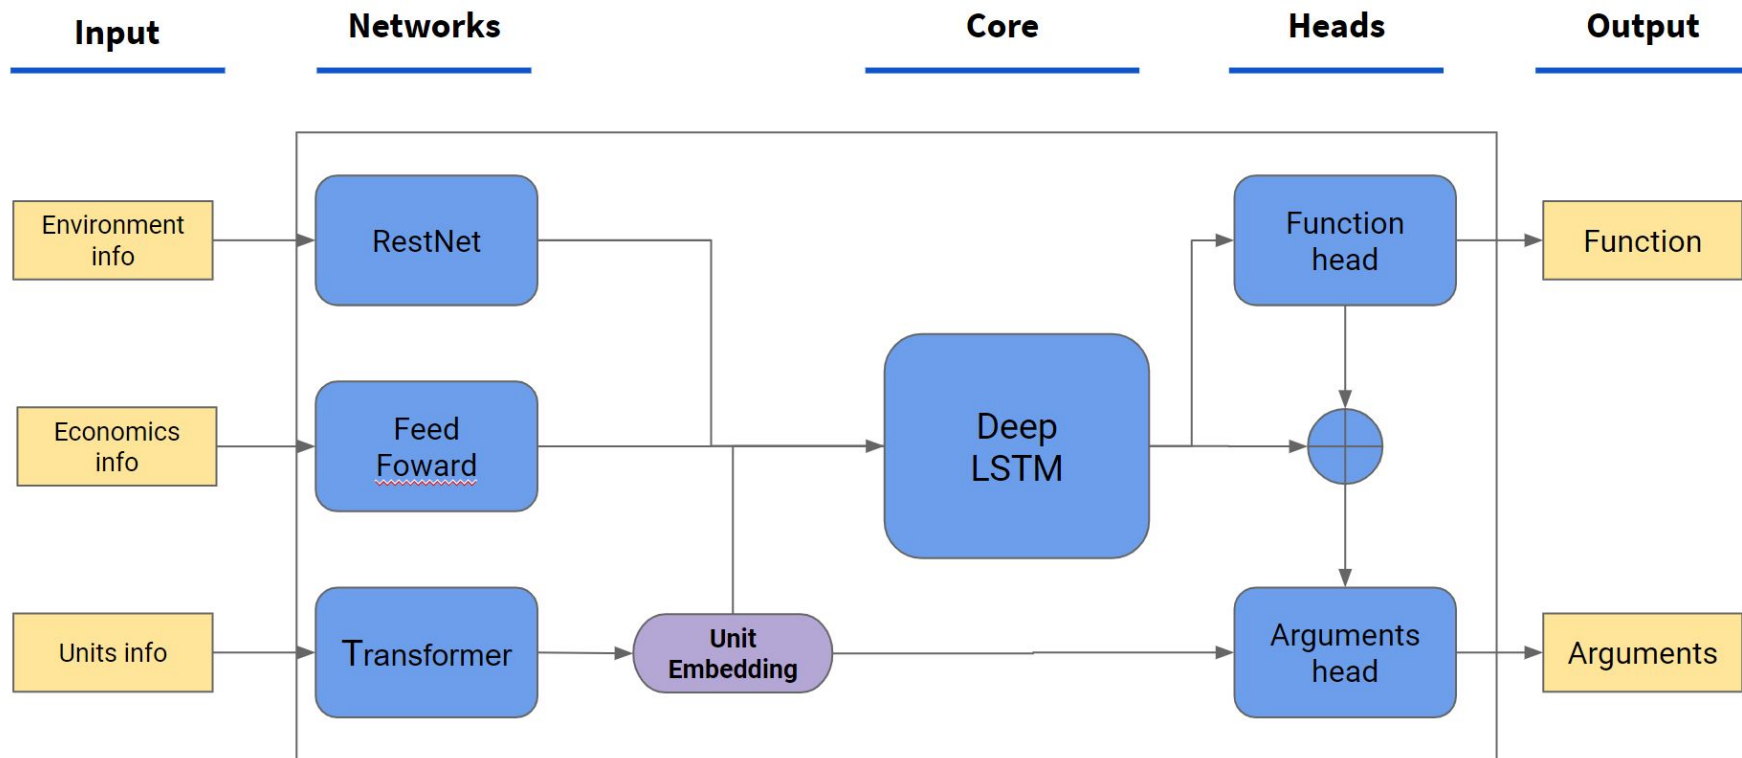 Input
Networks
Core
Heads
Output
Environment
info
RestNet
Function
head
Function
Economics
info
Feed
Foward
Deep
LSTM
Units info
Transformer
Unit
Embedding
Arguments
head
Arguments